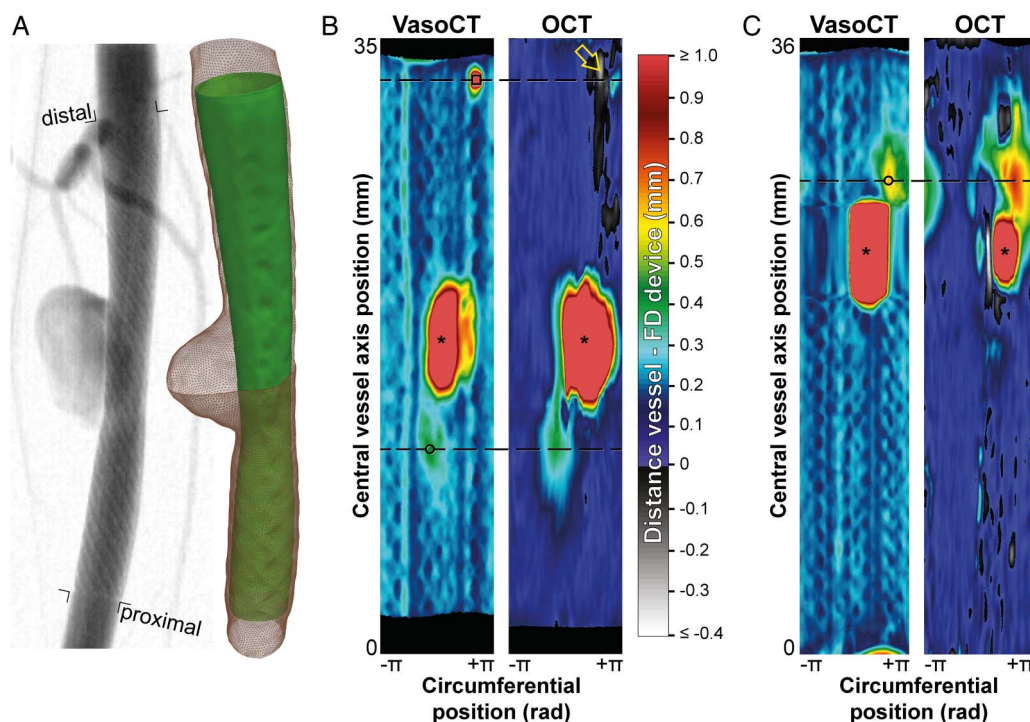 A
distal
proximal
B
VasoCT
OCT
35
0
Central vessel axis position (mm)
*
*
-π
+π
-π
+π
Circumferential
position (rad)
Distance vessel - FD device (mm)
≥ 1.0
0.9
0.8
0.7
0.6
0.5
0.4
0.3
0.2
0.1
0
-0.1
-0.2
-0.3
≤ -0.4
C
VasoCT
OCT
36
0
Central vessel axis position (mm)
*
*
-π
+π
-π
+π
Circumferential
position (rad)